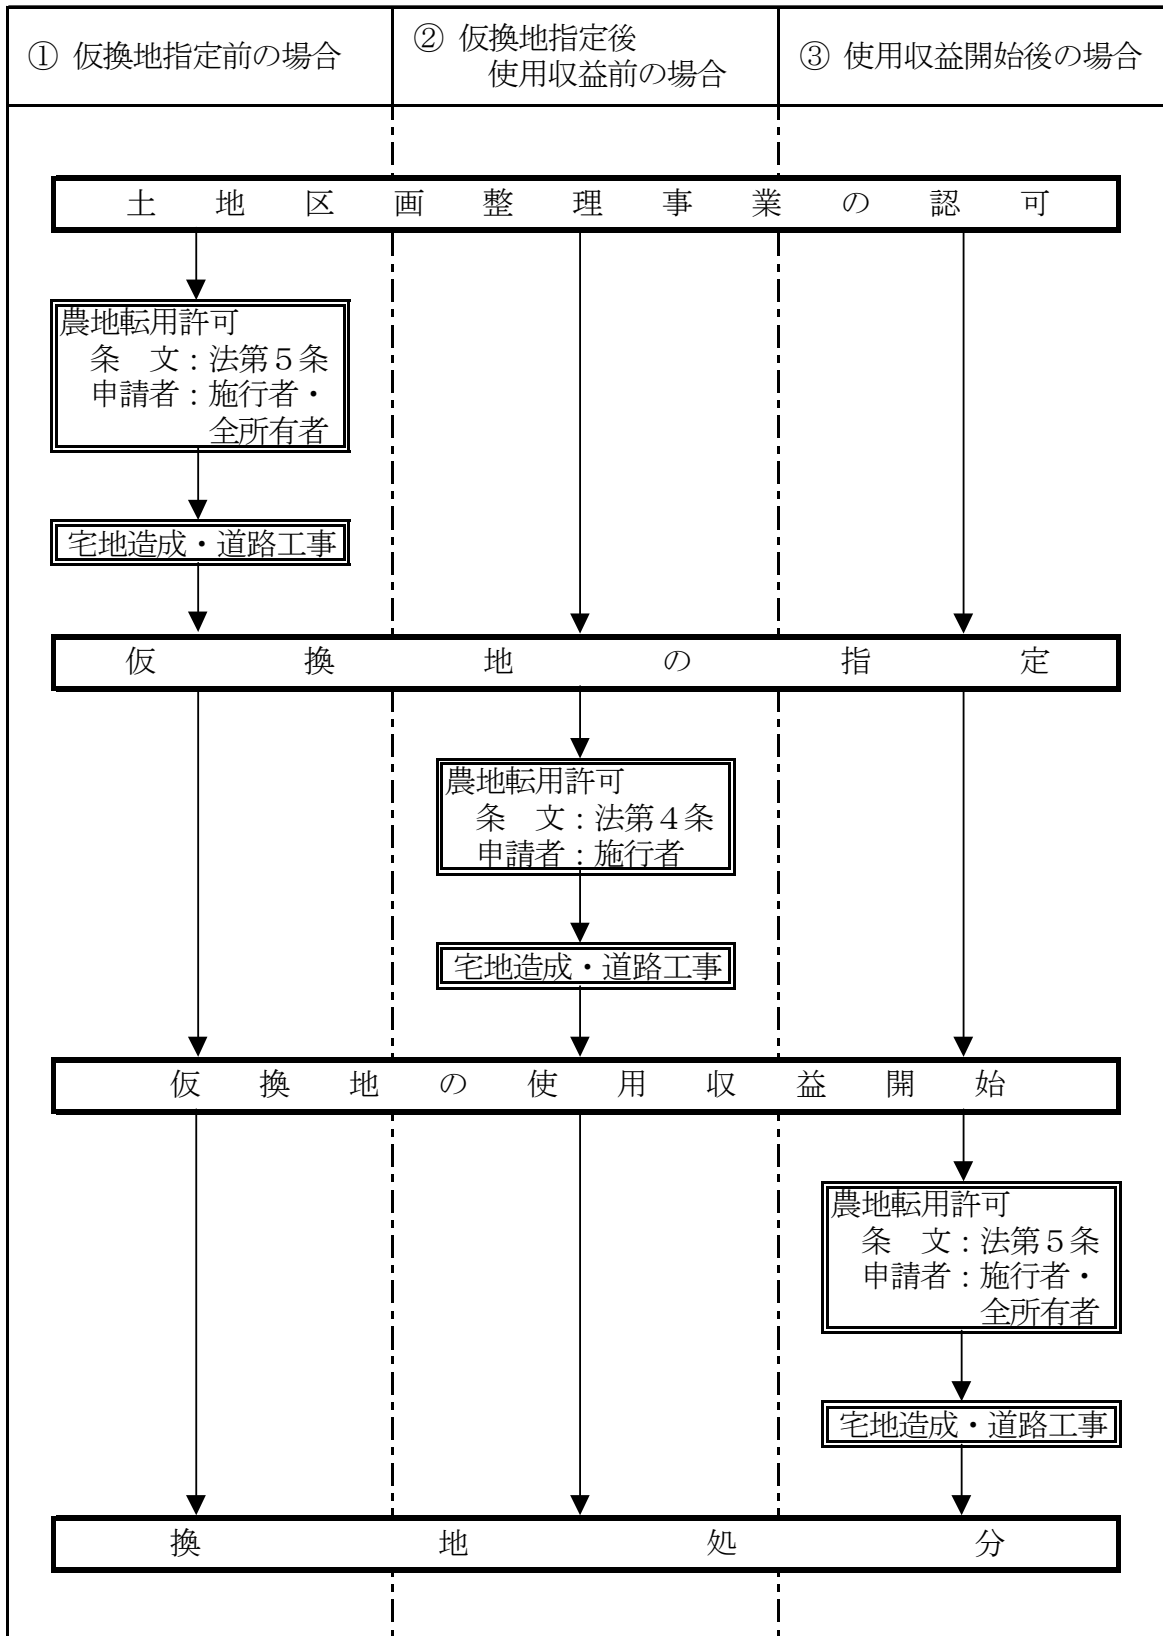 ① 仮換地指定前の場合
② 仮換地指定後
使用収益前の場合
③ 使用収益開始後の場合
土地区画整理事業の認可
農地転用許可
条　文：法第５条
申請者：施行者・
全所有者
宅地造成・道路工事
仮換地の指定
農地転用許可
条　文：法第４条
申請者：施行者
宅地造成・道路工事
仮換地の使用収益開始
農地転用許可
条　文：法第５条
申請者：施行者・
全所有者
宅地造成・道路工事
換地処分